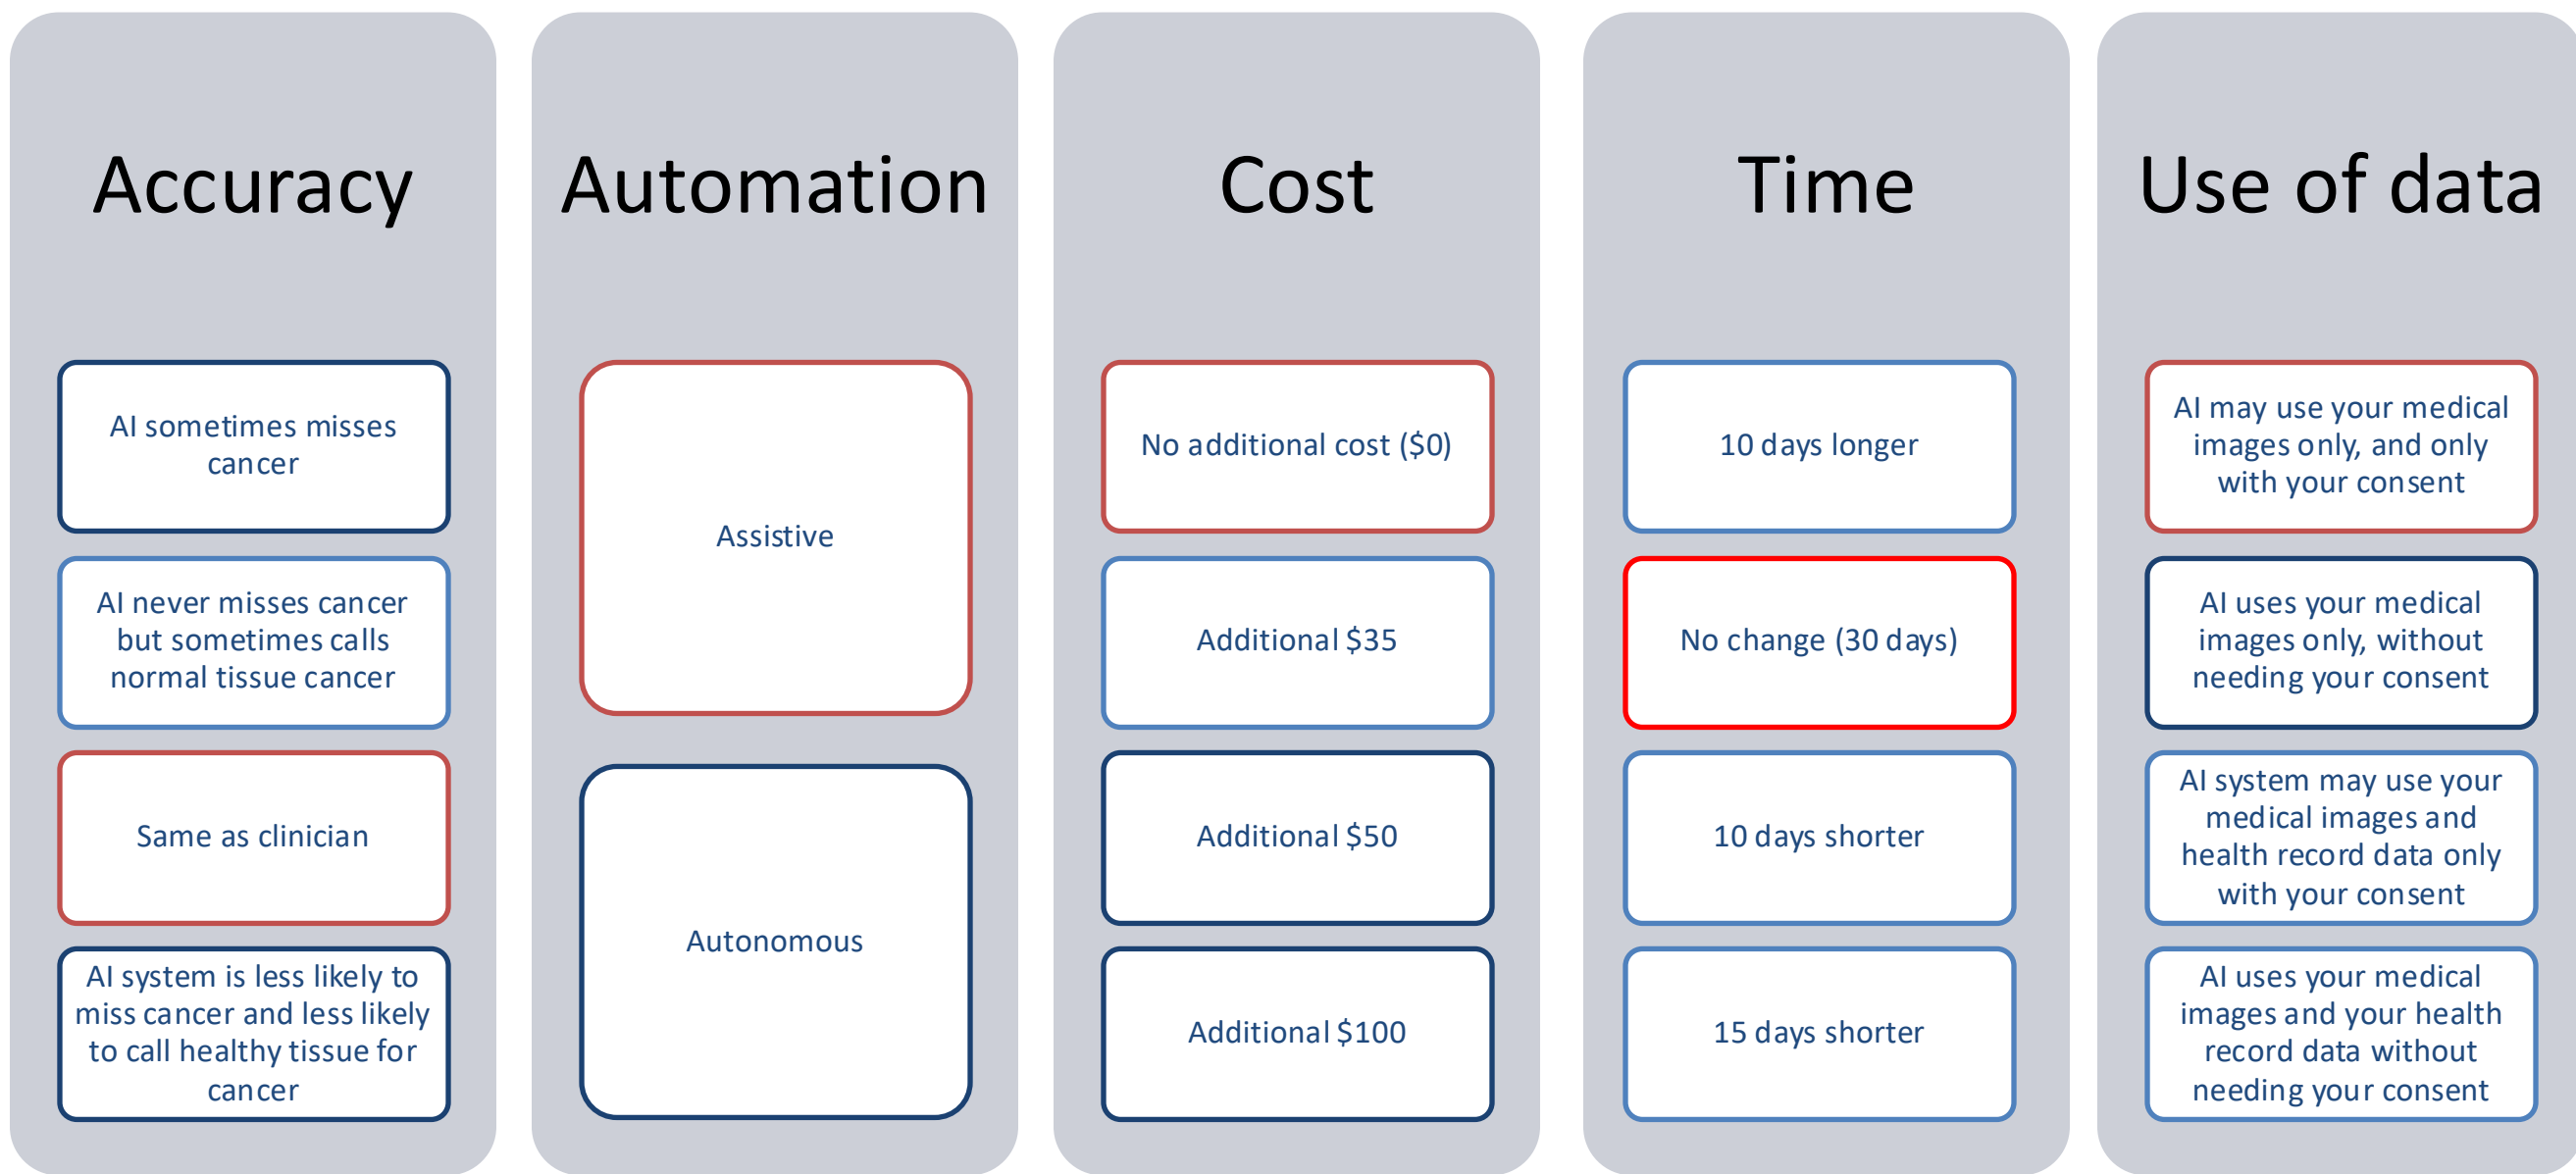 Accuracy
AI sometimes misses
cancer
AI never misses cancer
but sometimes calls
normal tissue cancer
Same as clinician
AI system is less likely to
miss cancer and less likely
to call healthy tissue for
cancer
Automation
Assistive
Autonomous
Cost
No additional cost ($0)
Additional $35
Additional $50
Additional $100
Time
10 days longer
No change (30 days)
10 days shorter
15 days shorter
Use of data
AI may use your medical
images only, and only
with your consent
AI uses your medical
images only, without
needing your consent
AI system may use your
medical images and
health record data only
with your consent
AI uses your medical
images and your health
record data without
needing your consent